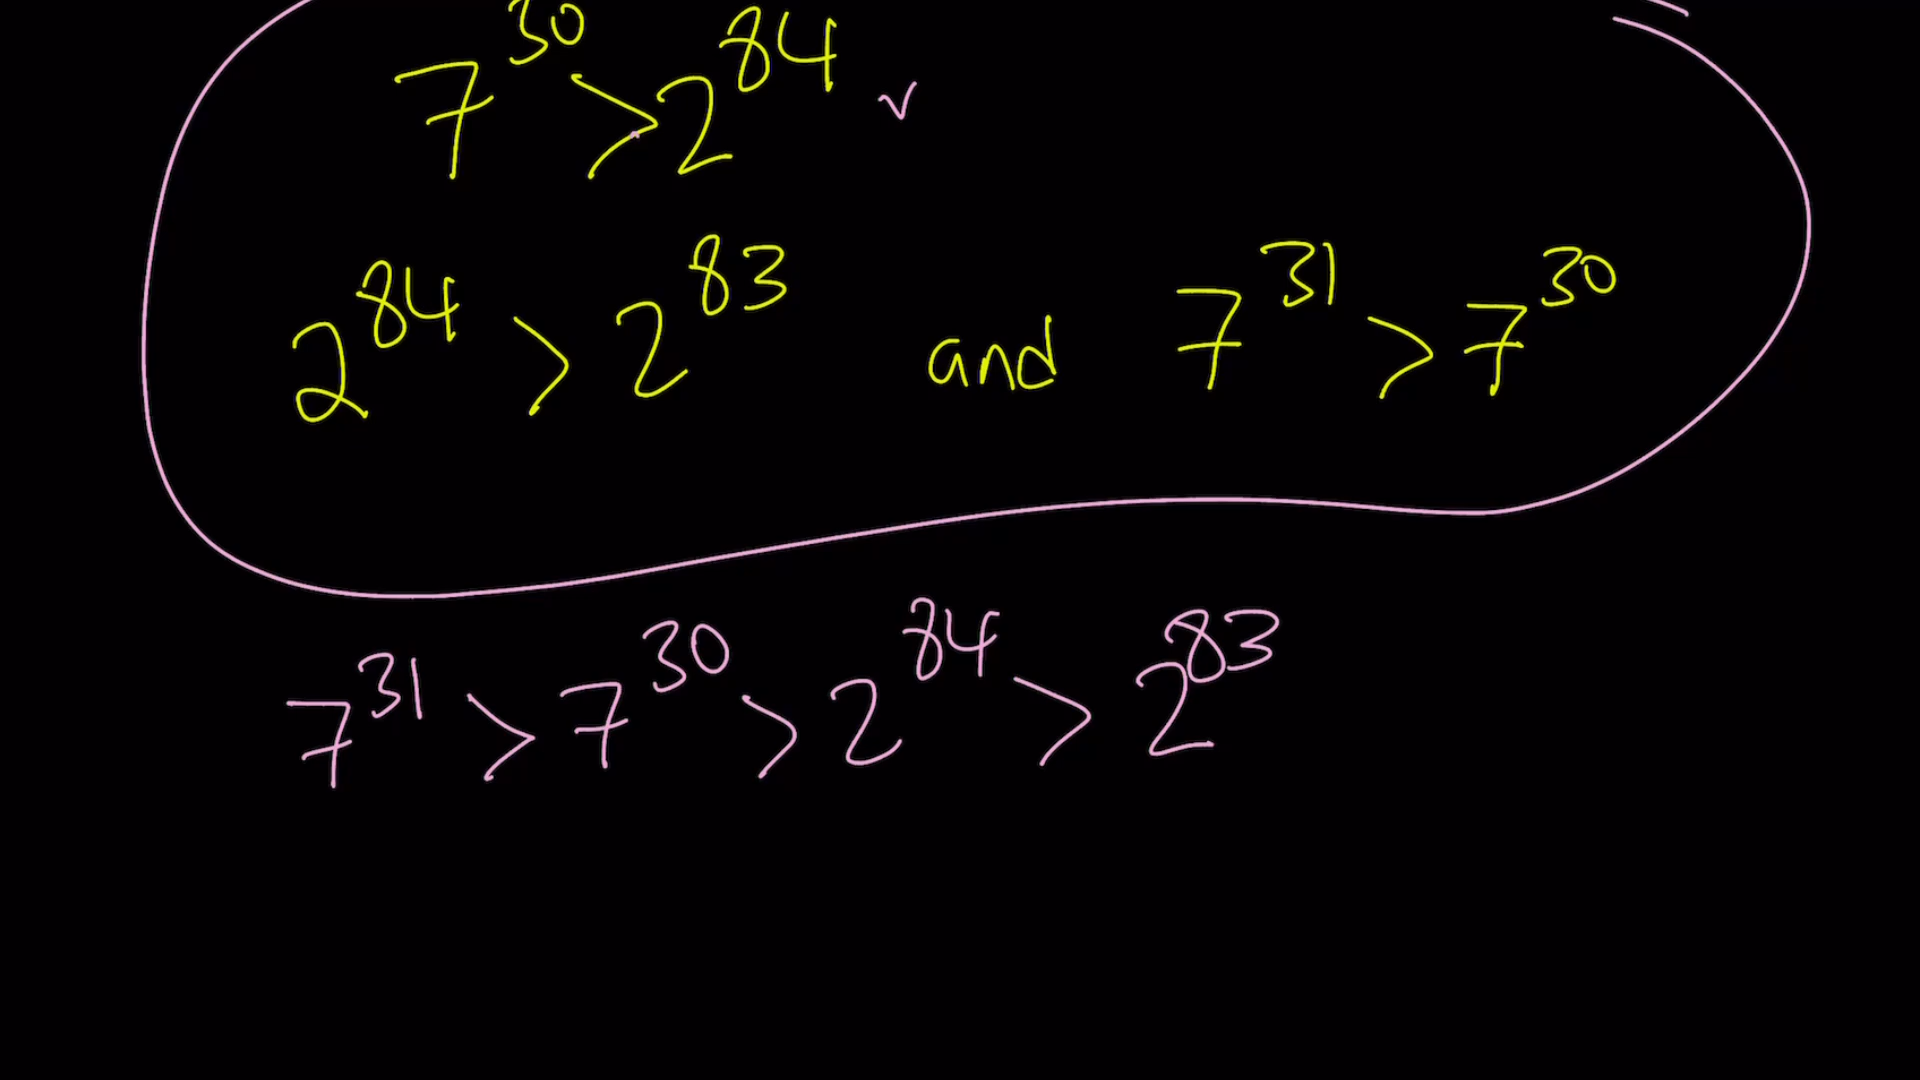 7^30 > 2^84 ✓
2^84 > 2^83 and 7^31 > 7^30
7^31 > 7^30 > 2^84 > 2^83